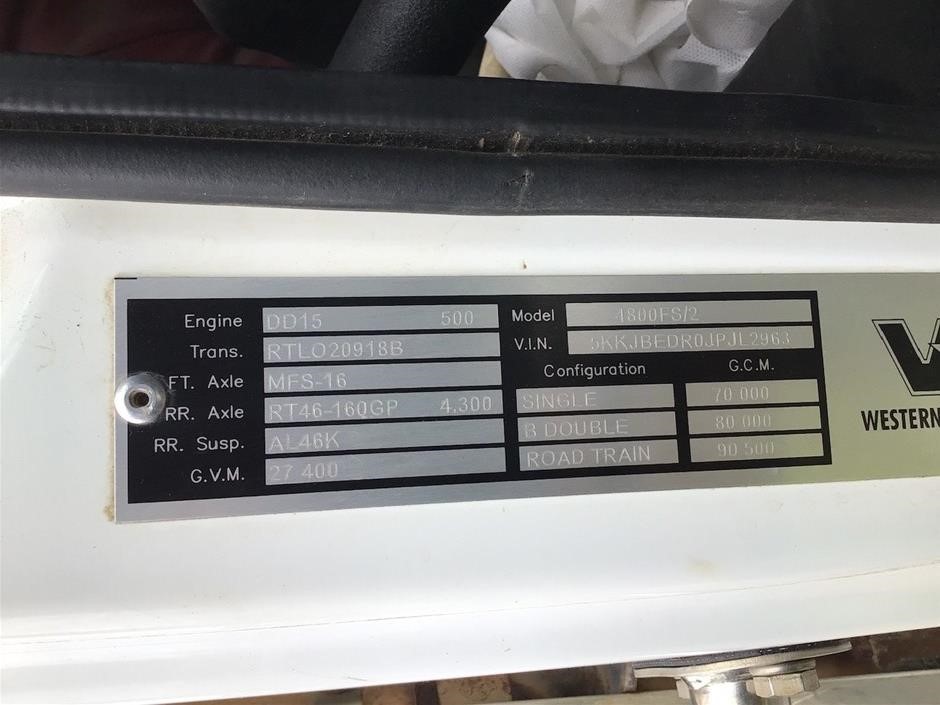 Engine DD15 500
Trans. RTLO20918B
FT. Axle MFS-16
RR. Axle RT46-160GP 4.300
RR. Susp. AL46K
G.V.M. 27 400
Model 4800FS/2
V.I.N. 5KKJBEDR0JPJL2963
Configuration G.C.M.
SINGLE 70 000
B DOUBLE 80 000
ROAD TRAIN 90 500
WESTERN